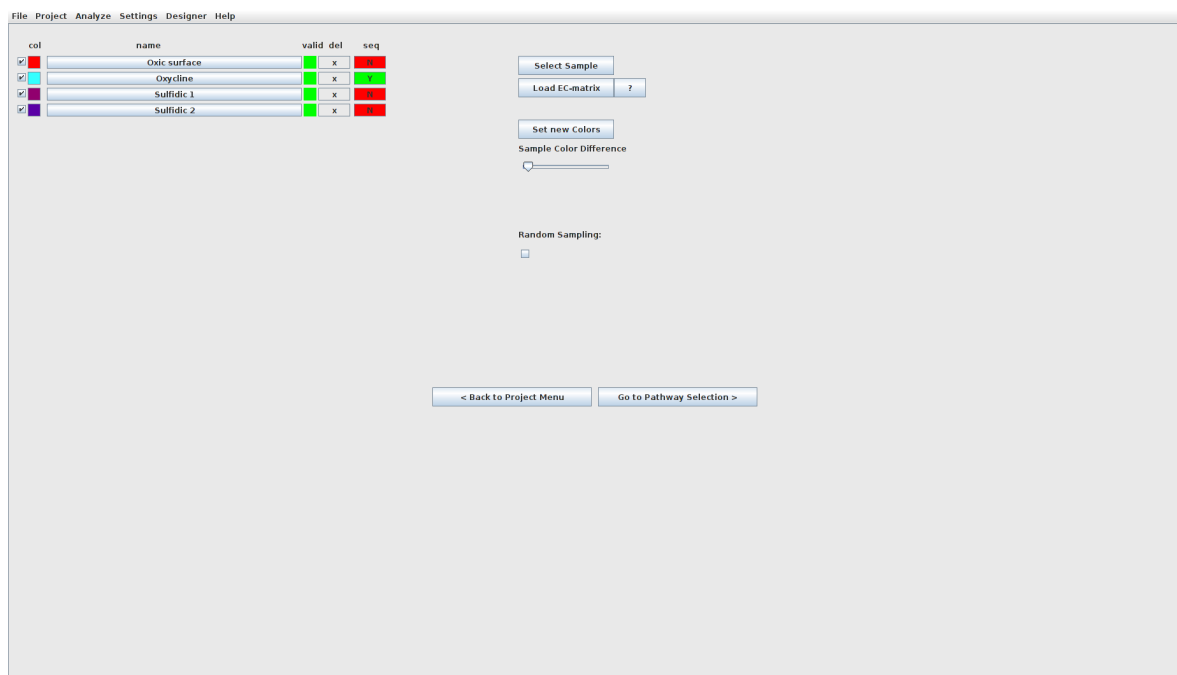 File Project Analyze Settings Designer Help
col name valid del seq
Oxic surface x N
Oxycline x Y
Sulfidic 1 x N
Sulfidic 2 x N
Select Sample
Load EC-matrix ?
Set new Colors
Sample Color Difference
Random Sampling:
< Back to Project Menu Go to Pathway Selection >